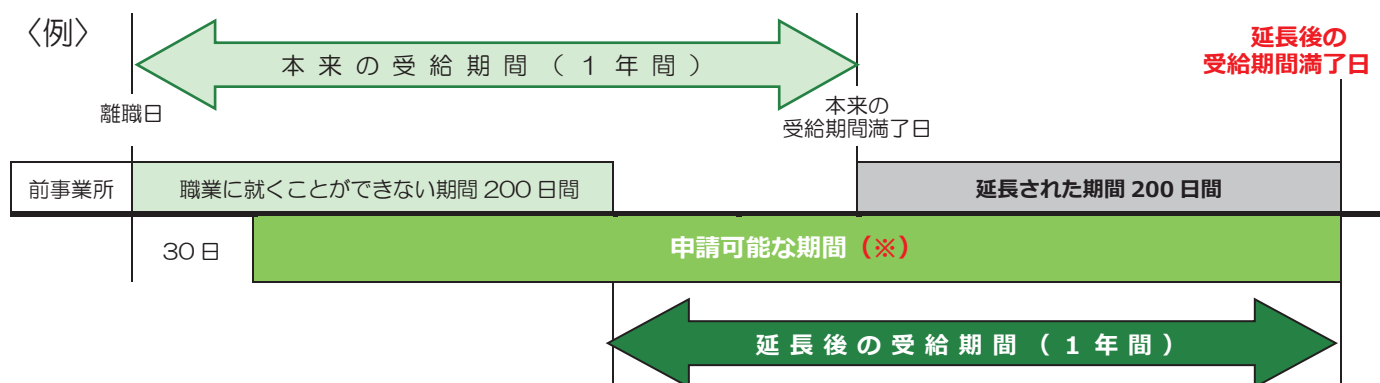 〈例〉
本来の受給期間（１年間）
延長後の
受給期間満了日
離職日
本来の
受給期間満了日
前事業所
職業に就くことができない期間 200 日間
延長された期間 200 日間
30 日
申請可能な期間（※）
延長後の受給期間（１年間）